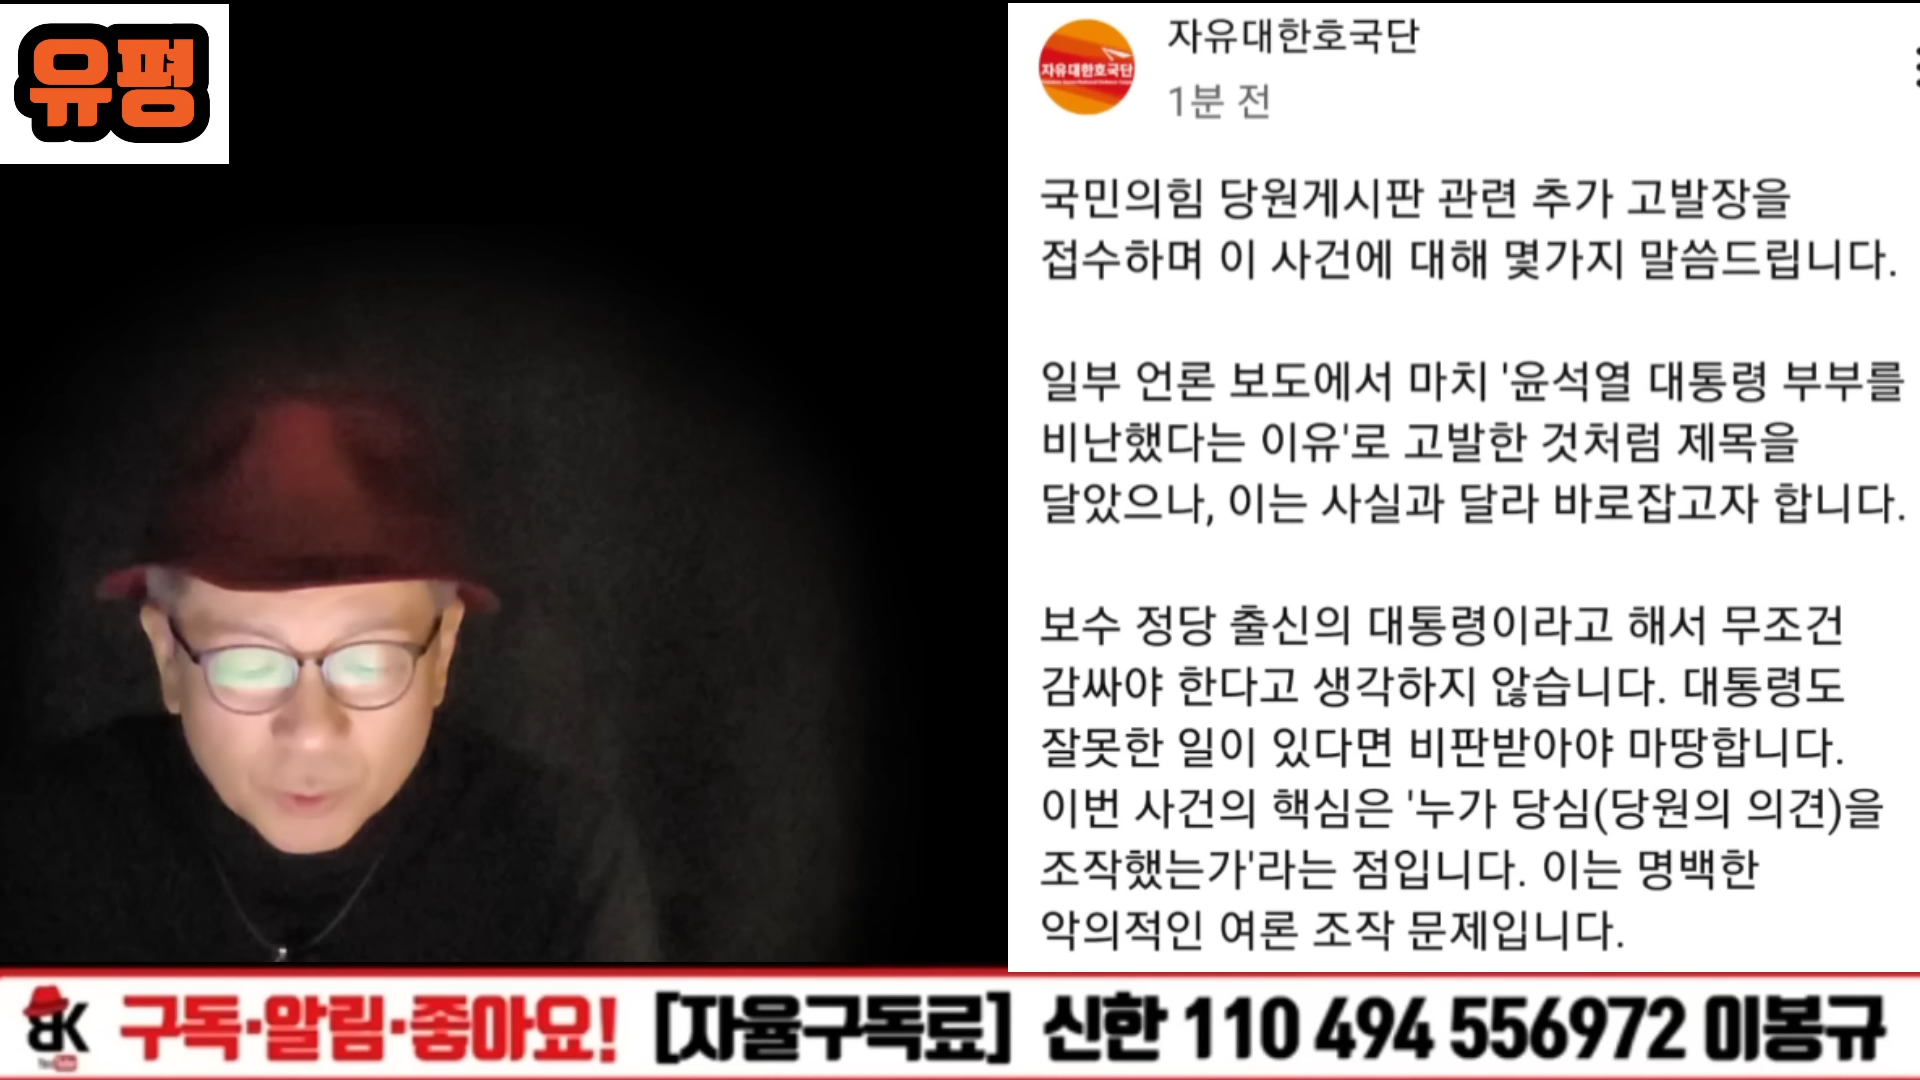 유평
자유대한호국단
자유대한호국단
1분 전
국민의힘 당원게시판 관련 추가 고발장을
접수하며 이 사건에 대해 몇가지 말씀드립니다.
일부 언론 보도에서 마치 '윤석열 대통령 부부를
비난했다는 이유'로 고발한 것처럼 제목을
달았으나, 이는 사실과 달라 바로잡고자 합니다.
보수 정당 출신의 대통령이라고 해서 무조건
감싸야 한다고 생각하지 않습니다. 대통령도
잘못한 일이 있다면 비판받아야 마땅합니다.
이번 사건의 핵심은 '누가 당심(당원의 의견)을
조작했는가'라는 점입니다. 이는 명백한
악의적인 여론 조작 문제입니다.
BK 구독·알림·좋아요! [자율구독료] 신한 110 494 556972 이봉규